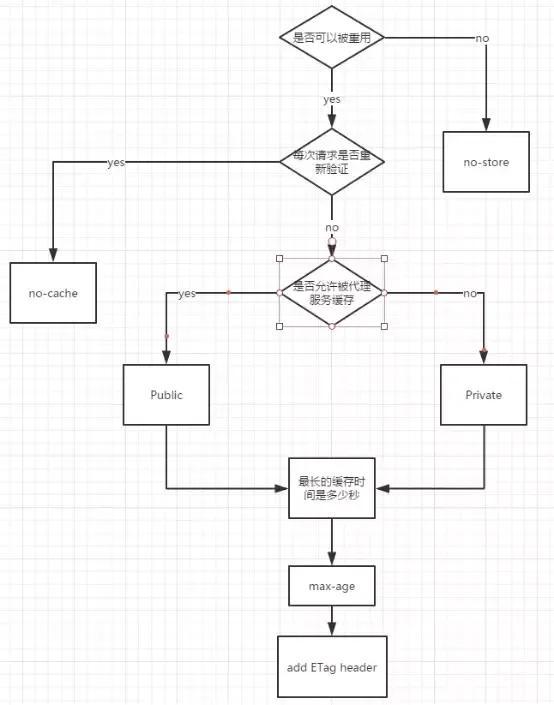 是否可以被重用
no
yes
no-store
每次请求是否重
新验证
yes
no
no-cache
是否允许被代理
服务缓存
yes
no
Public
Private
最长的缓存时
间是多少秒
max-age
add ETag header